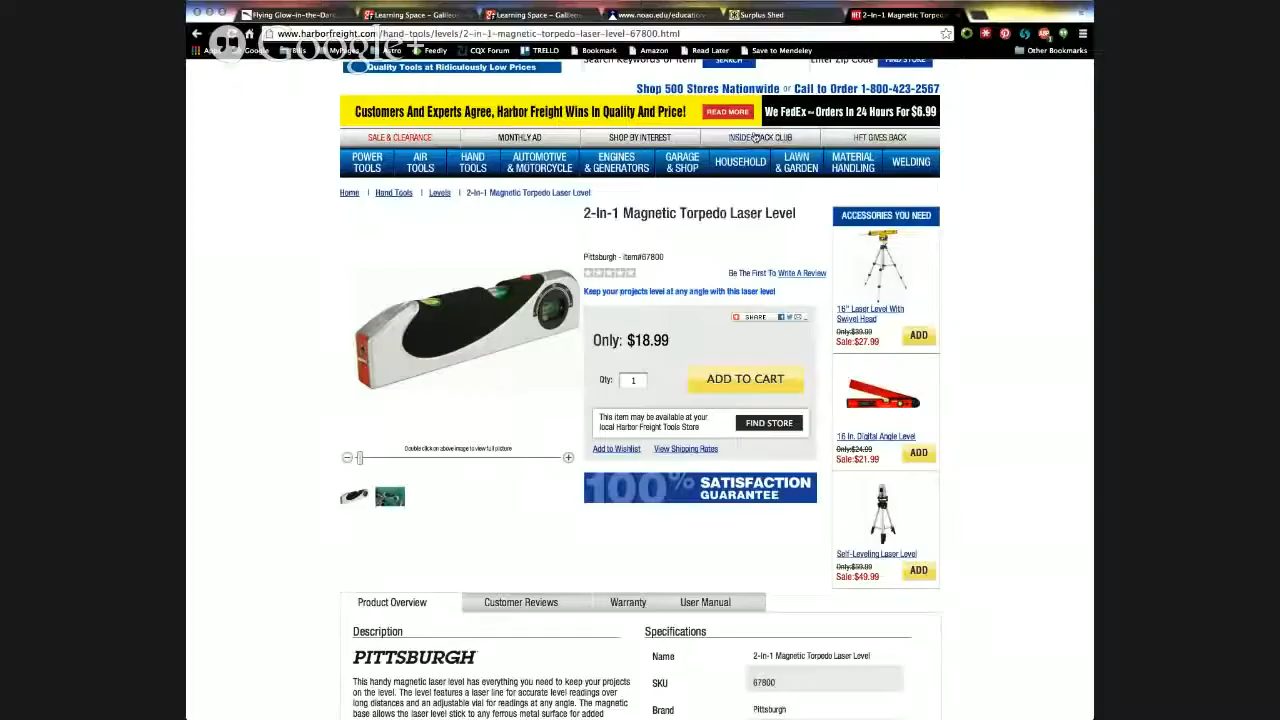 Flying Glow-in-the-Dar
Learning Space - Galileo
Learning Space - Galileo
www.noao.edu/education
Surplus Shed
2-In-1 Magnetic Torpedo
www.harborfreight.com/hand-tools/levels/2-in-1-magnetic-torpedo-laser-level-67800.html
Google+
Apps Google Bills MyPages Astro Feedly CQX Forum TRELLO Bookmark Amazon Read Later Save to Mendeley Other Bookmarks
Quality Tools at Ridiculously Low Prices
Search Keywords or Item SEARCH Enter Zip Code FIND STORE
Shop 500 Stores Nationwide or Call to Order 1-800-423-2567
Customers And Experts Agree, Harbor Freight Wins In Quality And Price! READ MORE We FedEx Orders In 24 Hours For $6.99
SALE & CLEARANCE MONTHLY AD SHOP BY INTEREST INSIDE TRACK CLUB HFT GIVES BACK
POWER TOOLS
AIR TOOLS
HAND TOOLS
AUTOMOTIVE & MOTORCYCLE
ENGINES & GENERATORS
GARAGE & SHOP
HOUSEHOLD
LAWN & GARDEN
MATERIAL HANDLING
WELDING
Home | Hand Tools | Levels | 2-In-1 Magnetic Torpedo Laser Level
2-In-1 Magnetic Torpedo Laser Level
Pittsburgh - item#67800
Be The First To Write A Review
Keep your projects level at any angle with this laser level
SHARE
Only: $18.99
Qty: 1 ADD TO CART
This item may be available at your
local Harbor Freight Tools Store
FIND STORE
Add to Wishlist View Shipping Rates
100% SATISFACTION
GUARANTEE
Double click on above image to view full picture
ACCESSORIES YOU NEED
16" Laser Level With
Swivel Head
Only:$39.99
Sale:$27.99
ADD
16 In. Digital Angle Level
Only:$24.99
Sale:$21.99
ADD
Self-Leveling Laser Level
Only:$59.99
Sale:$49.99
ADD
Product Overview Customer Reviews Warranty User Manual
Description
PITTSBURGH
This handy magnetic laser level has everything you need to keep your projects
on the level. The level features a laser line for accurate level readings over
long distances and an adjustable vial for readings at any angle. The magnetic
base allows the laser level stick to any ferrous metal surface for added
Specifications
Name 2-In-1 Magnetic Torpedo Laser Level
SKU 67800
Brand Pittsburgh